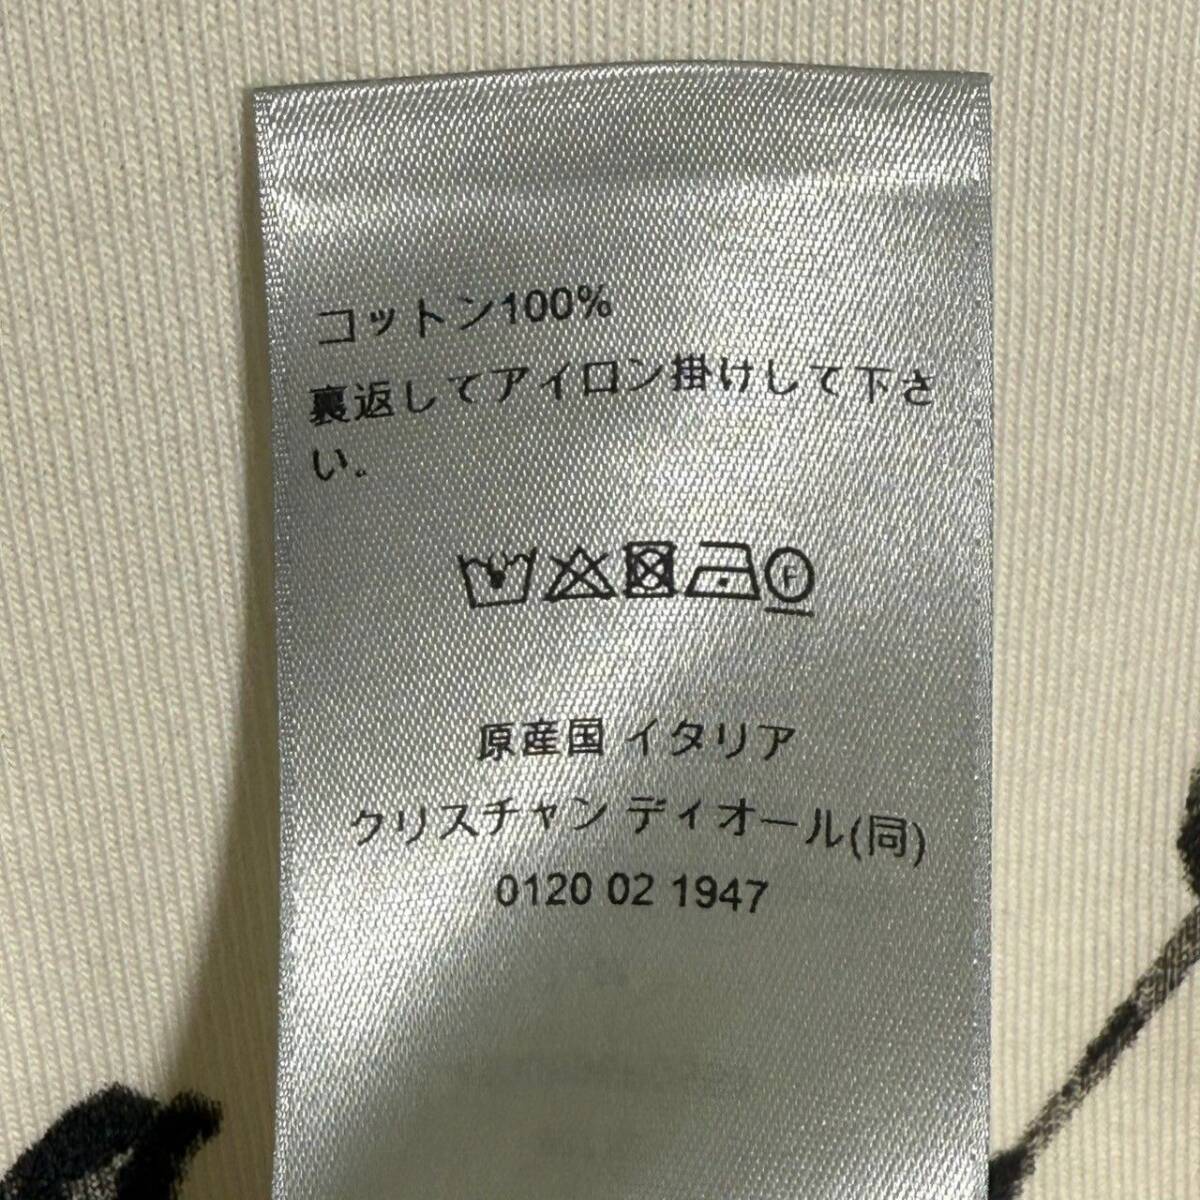 コットン100%
裏返してアイロン掛けして下さ
い。
F
原産国 イタリア
クリスチャン ディオール(同)
0120 02 1947